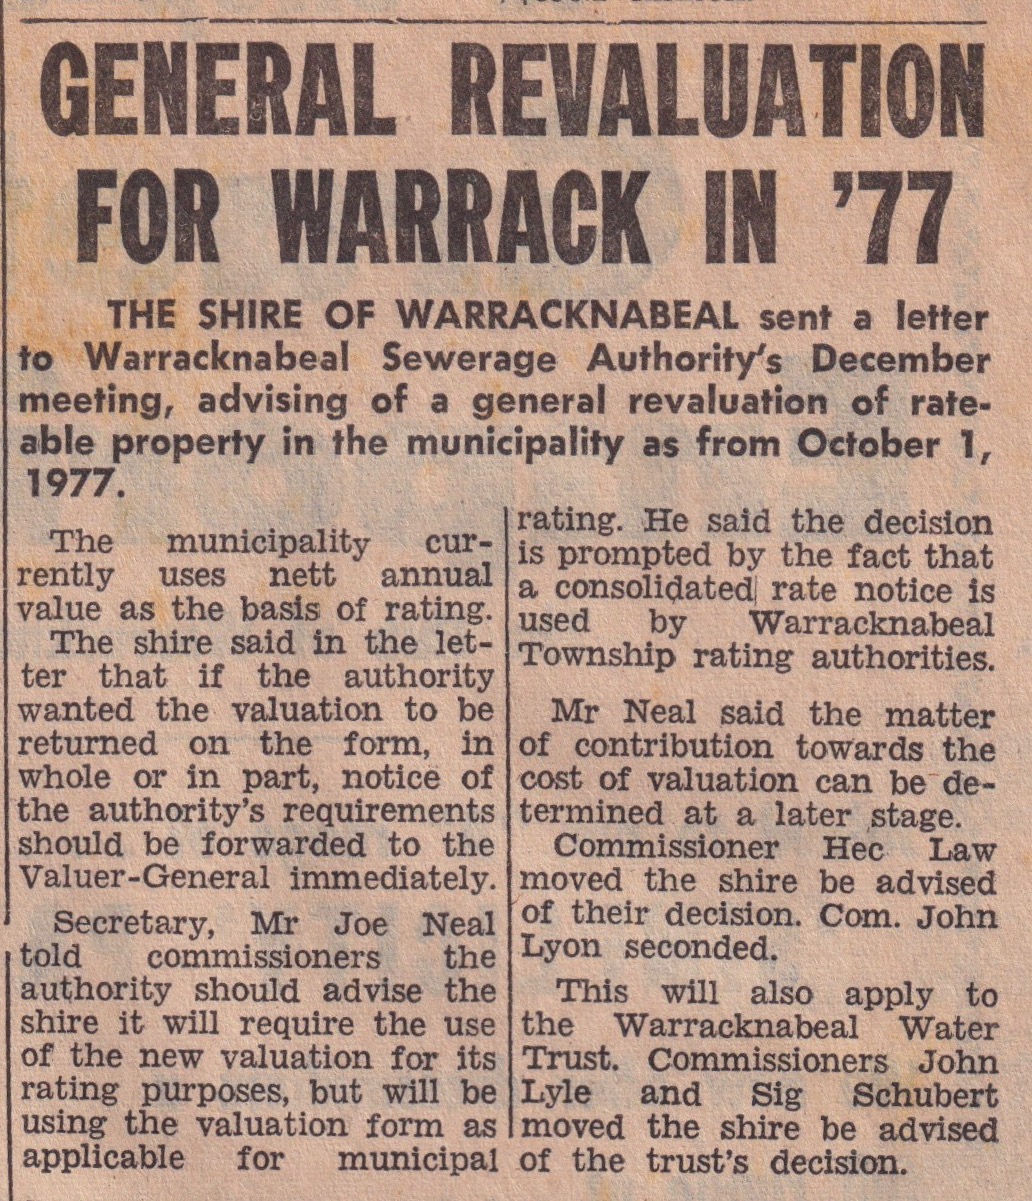 GENERAL REVALUATION
FOR WARRACK IN '77
THE SHIRE OF WARRACKNABEAL sent a letter
to Warracknabeal Sewerage Authority's December
meeting, advising of a general revaluation of rate-
able property in the municipality as from October 1,
1977.
The municipality cur-
rently uses nett annual
value as the basis of rating.
The shire said in the let-
ter that if the authority
wanted the valuation to be
returned on the form, in
whole or in part, notice of
the authority's requirements
should be forwarded to the
Valuer-General immediately.
Secretary, Mr Joe Neal
told commissioners the
authority should advise the
shire it will require the use
of the new valuation for its
rating purposes, but will be
using the valuation form as
applicable for municipal
rating. He said the decision
is prompted by the fact that
a consolidated rate notice is
used by Warracknabeal
Township rating authorities.
Mr Neal said the matter
of contribution towards the
cost of valuation can be de-
termined at a later stage.
Commissioner Hec Law
moved the shire be advised
of their decision. Com. John
Lyon seconded.
This will also apply to
the Warracknabeal Water
Trust. Commissioners John
Lyle and Sig Schubert
moved the shire be advised
of the trust's decision.